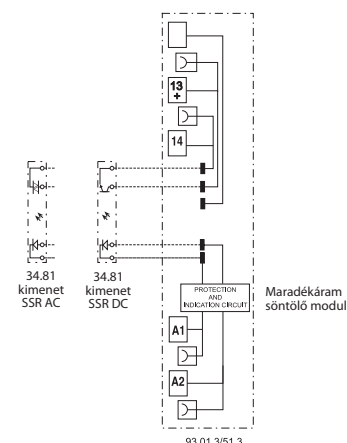 13
+
14
34.81
kimenet
SSR AC
34.81
kimenet
SSR DC
PROTECTION
AND
INDICATION CIRCUIT
Maradékáram
söntölő modul
A1
A2
93.01.3/51.3